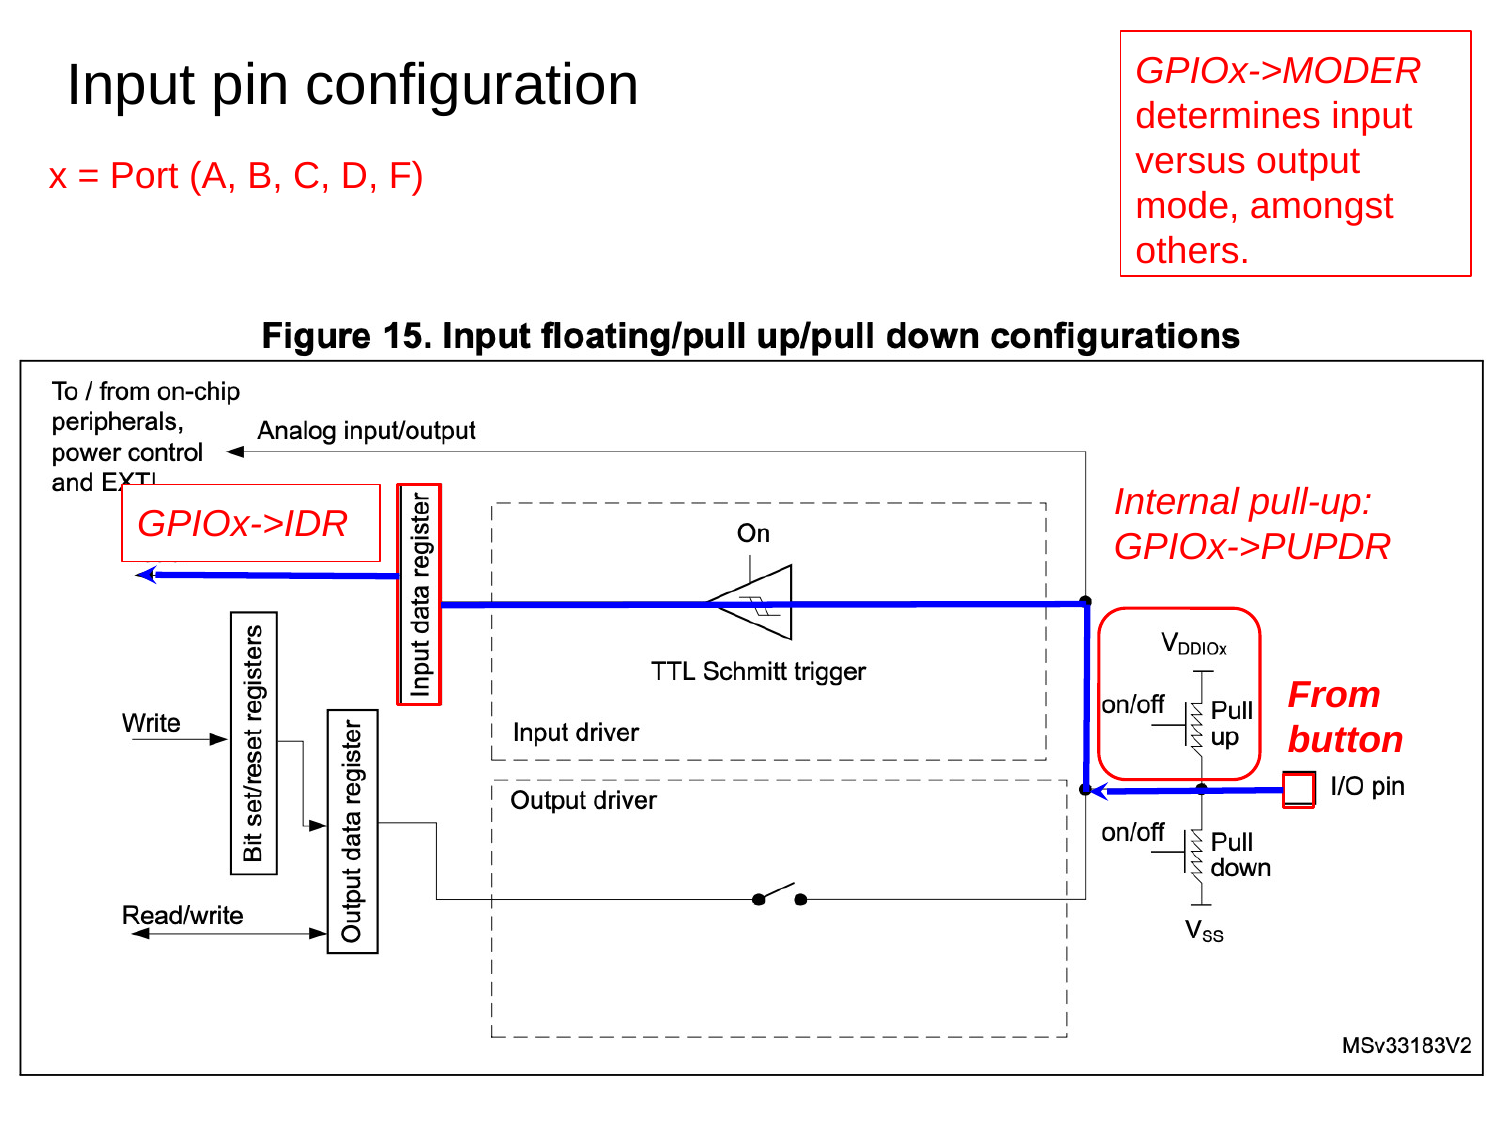 Input pin configuration
x = Port (A, B, C, D, F)
GPIOx->MODER
determines input
versus output
mode, amongst
others.
Figure 15. Input floating/pull up/pull down configurations
To / from on-chip
peripherals,
power control
and EXTI
Analog input/output
GPIOx->IDR
Input data register
On
TTL Schmitt trigger
Input driver
Internal pull-up:
GPIOx->PUPDR
VDDIOx
on/off
Pull
up
From
button
I/O pin
on/off
Pull
down
VSS
Write
Bit set/reset registers
Output data register
Read/write
Output driver
MSv33183V2